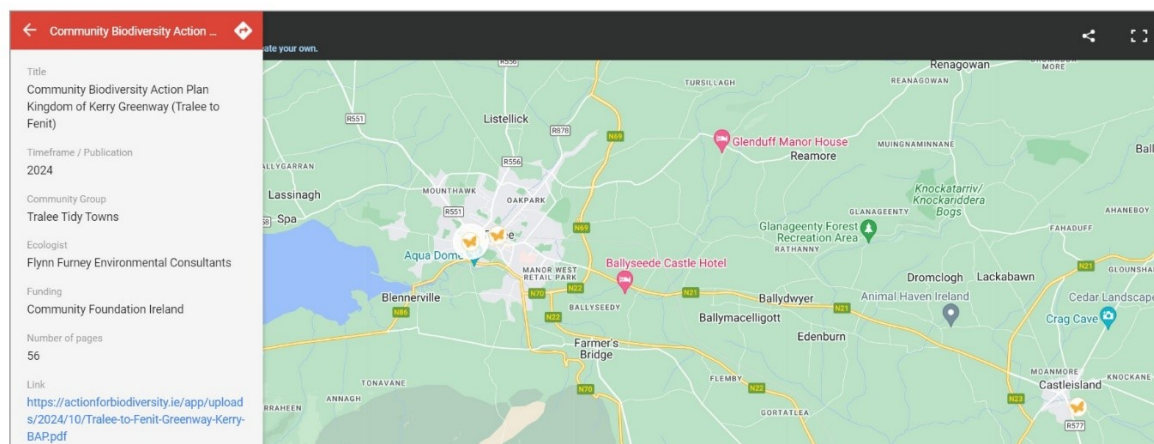 Community Biodiversity Action ...
Title
Community Biodiversity Action Plan
Kingdom of Kerry Greenway (Tralee to
Fenit)
Timeframe / Publication
2024
Community Group
Tralee Tidy Towns
Ecologist
Flynn Furney Environmental Consultants
Funding
Community Foundation Ireland
Number of pages
56
Link
https://actionforbiodiversity.ie/app/upload
s/2024/10/Tralee-to-Fenit-Greenway-Kerry-
BAP.pdf
ate your own.
R556
Renagowan
MORE
REANAGOWAN
TURSILLAGH
R551
Listellick
R878
N69
Glenduff Manor House
Reamore
MUINGNAMINNANE
Ball
R556
ALLYGARRAN
Lassinagh
MOUNTHAWK
OAKPARK
Knockatarriv/
Knockariddera
Bogs
Spa
R551
GLANAGEENTY
AHANEBOY
N69
Glanageenty Forest
Recreation Area
RATHANNY
FAHADUFF
Aqua Dome
MANOR WEST
RETAIL PARK
Ballyseede Castle Hotel
N21
Dromclogh
Lackabawn
GLOUNSHA
Blennerville
N70
N22
N21
Ballydwyer
Animal Haven Ireland
Cedar Landscape
N86
BALLYSEEDY
N21
Crag Cave
N22
Ballymacelligott
Edenburn
Farmer's
Bridge
MOANMORE
TONAVANE
FLEMBY
KNOCKANE
ANNAGH
N70
N22
Castleisland
RRAHEEN
GORTATLEA
N23
R577